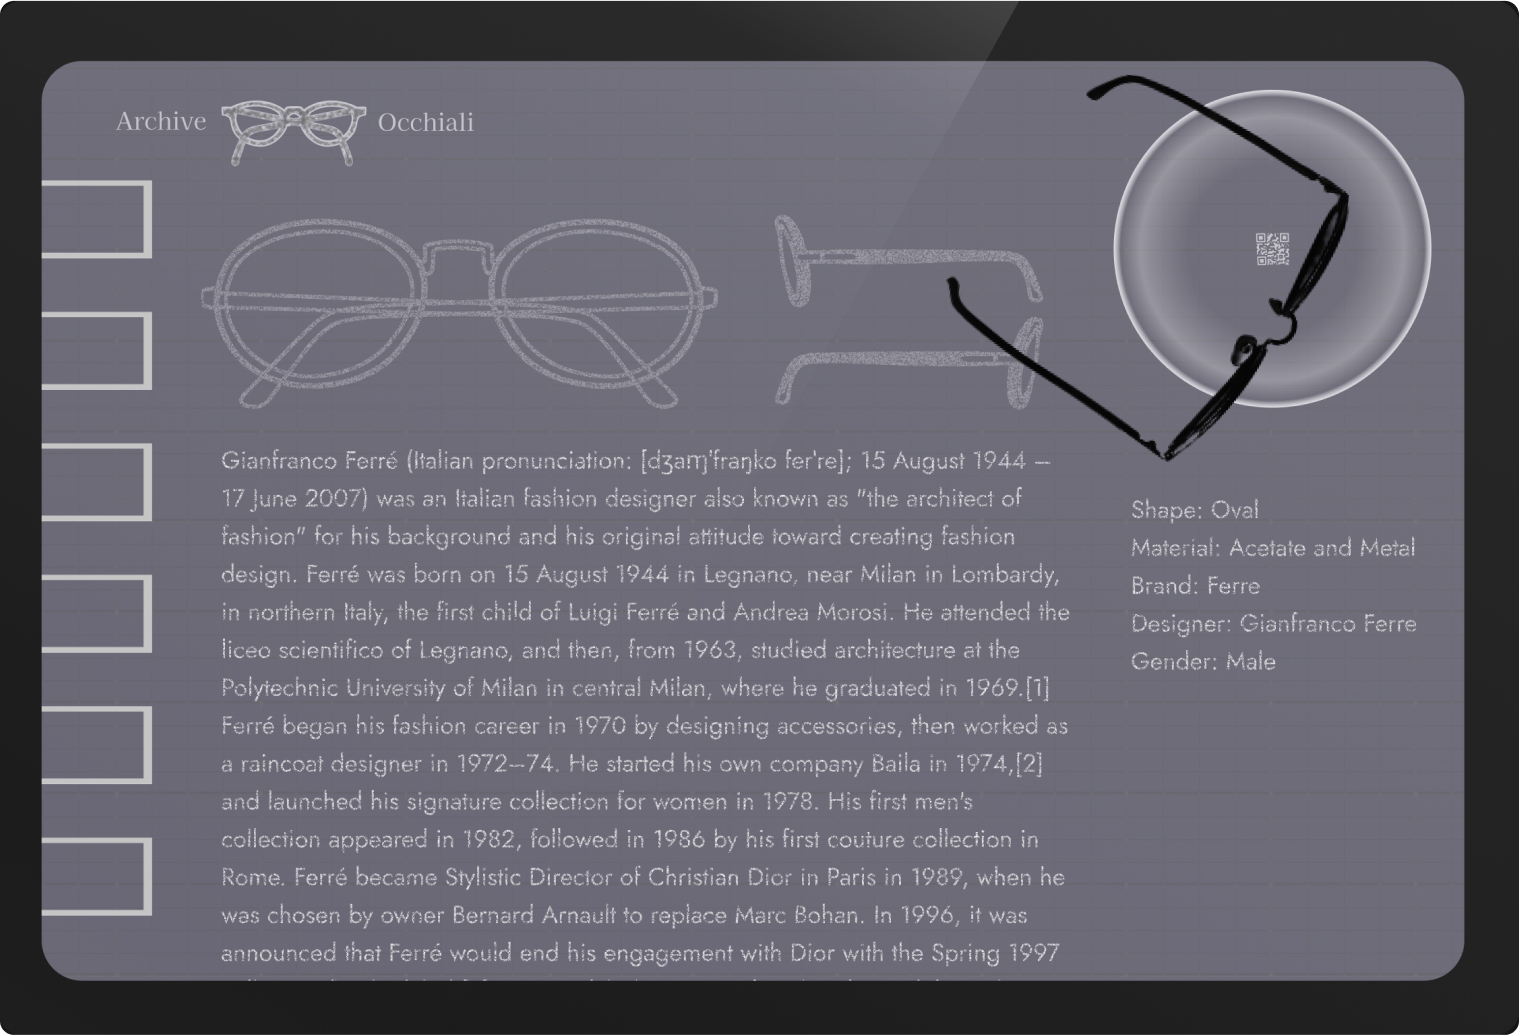 Archive Occhiali
Gianfranco Ferré (Italian pronunciation: [dʒaɱ'fraŋko fer're]; 15 August 1944 –
17 June 2007) was an Italian fashion designer also known as "the architect of
fashion" for his background and his original attitude toward creating fashion
design. Ferré was born on 15 August 1944 in Legnano, near Milan in Lombardy,
in northern Italy, the first child of Luigi Ferré and Andrea Morosi. He attended the
liceo scientifico of Legnano, and then, from 1963, studied architecture at the
Polytechnic University of Milan in central Milan, where he graduated in 1969.[1]
Ferré began his fashion career in 1970 by designing accessories, then worked as
a raincoat designer in 1972–74. He started his own company Baila in 1974,[2]
and launched his signature collection for women in 1978. His first men's
collection appeared in 1982, followed in 1986 by his first couture collection in
Rome. Ferré became Stylistic Director of Christian Dior in Paris in 1989, when he
was chosen by owner Bernard Arnault to replace Marc Bohan. In 1996, it was
announced that Ferré would end his engagement with Dior with the Spring 1997
Shape: Oval
Material: Acetate and Metal
Brand: Ferre
Designer: Gianfranco Ferre
Gender: Male